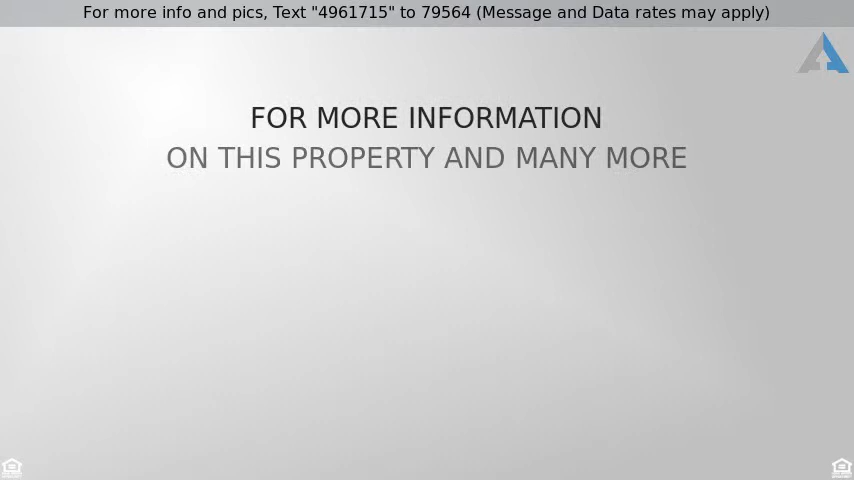 For more info and pics, Text "4961715" to 79564 (Message and Data rates may apply)
FOR MORE INFORMATION
ON THIS PROPERTY AND MANY MORE